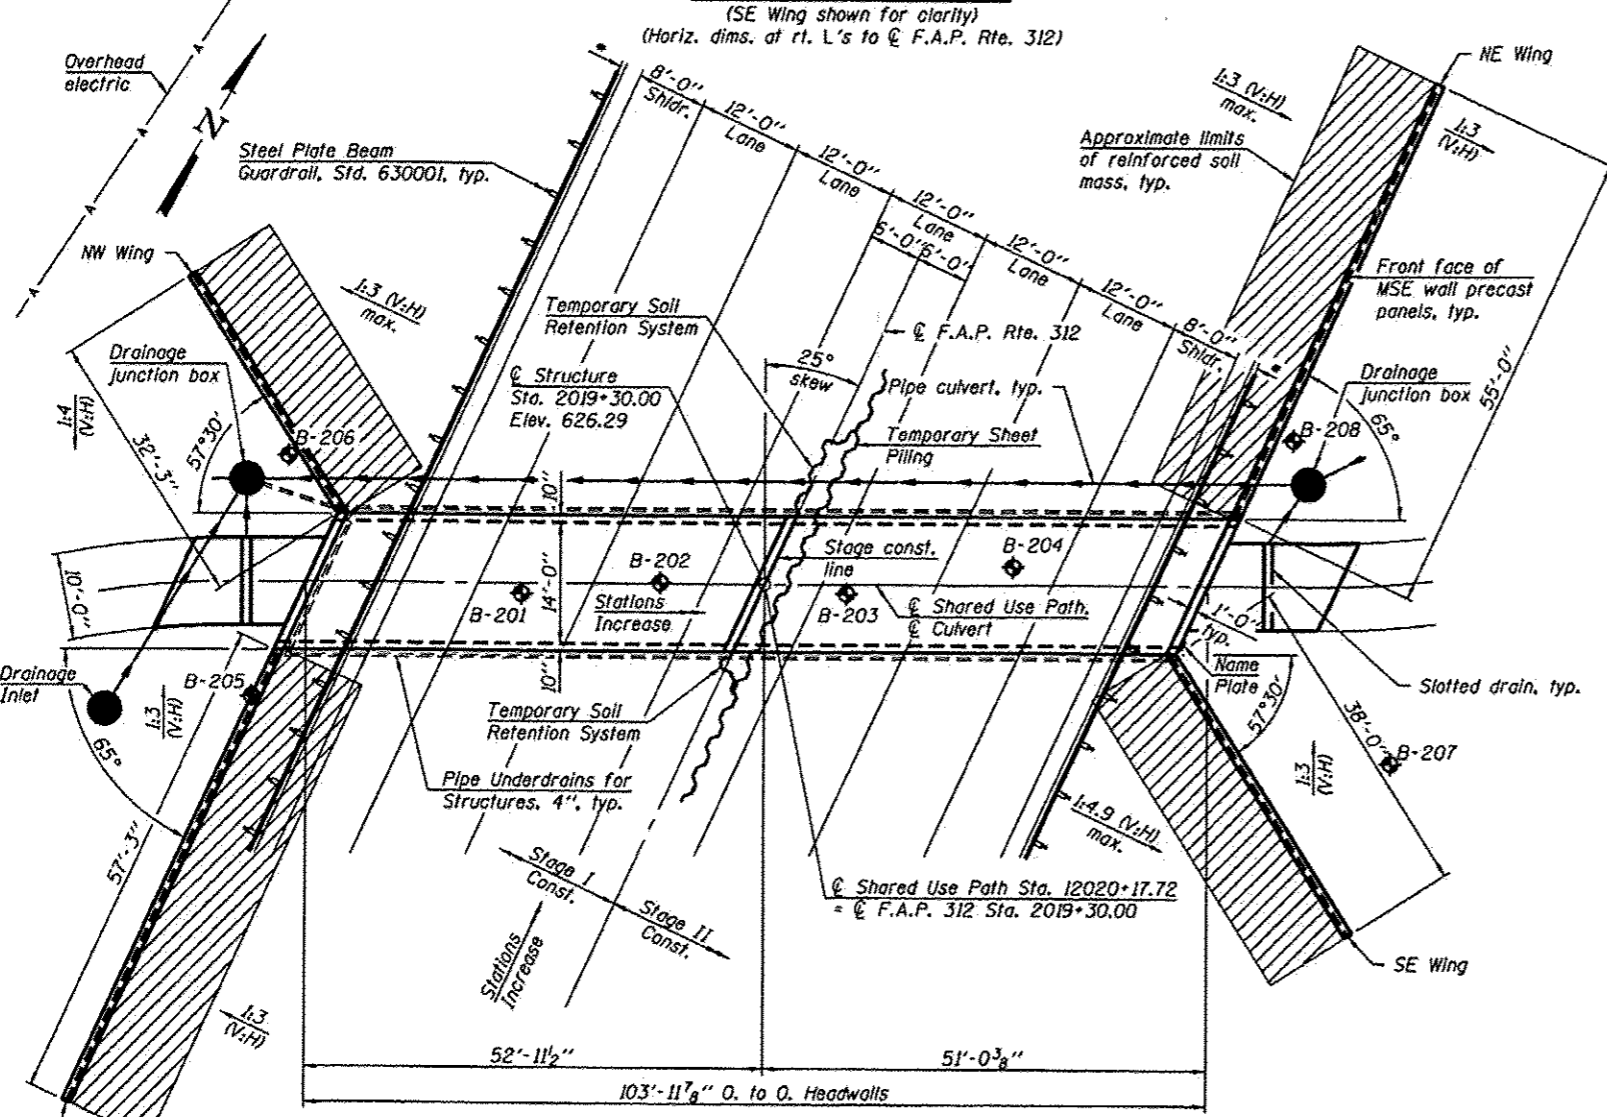 (SE Wing shown for clarity)
(Horiz. dims. at rt. L's to ℄ F.A.P. Rte. 312)
Overhead
electric
N
Steel Plate Beam
Guardrail, Std. 630001, typ.
*
8'-0"
Shldr.
12'-0"
Lane
12'-0"
Lane
12'-0"
Lane
6'-0"
6'-0"
12'-0"
Lane
12'-0"
Lane
8'-0"
Shldr.
*
1:3 (V:H)
max.
NE Wing
1:3
(V:H)
Approximate limits
of reinforced soil
mass, typ.
NW Wing
1:3 (V:H)
max.
Temporary Soil
Retention System
℄ F.A.P. Rte. 312
Front face of
MSE wall precast
panels, typ.
Drainage
junction box
℄ Structure
Sta. 2019+30.00
Elev. 626.29
25°
skew
Pipe culvert, typ.
Drainage
junction box
55'-0"
1:4
(V:H)
57°30'
32'-3"
B-206
Temporary Sheet
Piling
B-208
65°
10"
Stage const.
line
B-204
B-202
B-201
14'-0"
Stations
Increase
B-203
℄ Shared Use Path,
℄ Culvert
1'-0"
typ.
10'-0"
Drainage
Inlet
B-205
1:3
(V:H)
65°
10"
Name
Plate
57°30'
Slotted drain, typ.
38'-0"
B-207
1:3
(V:H)
Temporary Soil
Retention System
Pipe Underdrains for
Structures, 4", typ.
1:4.9 (V:H)
max.
57'-3"
Stage I
Const.
Stage II
Const.
℄ Shared Use Path Sta. 12020+17.72
= ℄ F.A.P. 312 Sta. 2019+30.00
Stations
Increase
SE Wing
1:3
(V:H)
52'-11½"
51'-0⅜"
103'-11⅞" O. to O. Headwalls